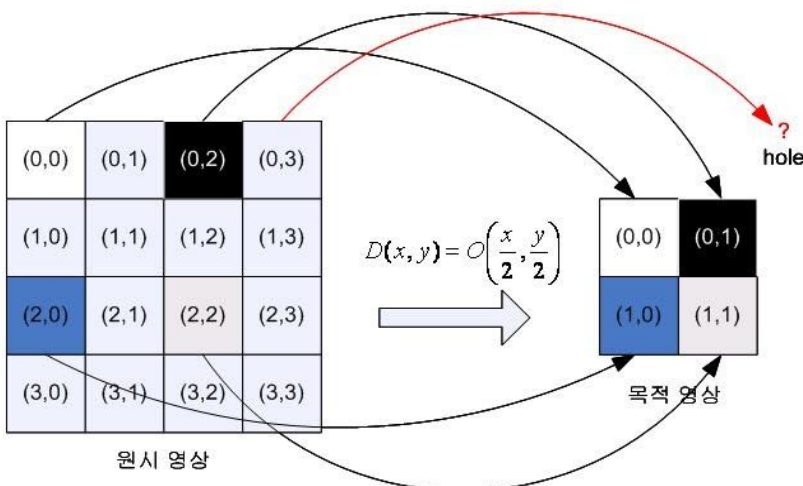 ?
hole
(0,0) (0,1) (0,2) (0,3)
(1,0) (1,1) (1,2) (1,3)
(2,0) (2,1) (2,2) (2,3)
(3,0) (3,1) (3,2) (3,3)
원시 영상
D(x, y) = O(x/2, y/2)
(0,0) (0,1)
(1,0) (1,1)
목적 영상